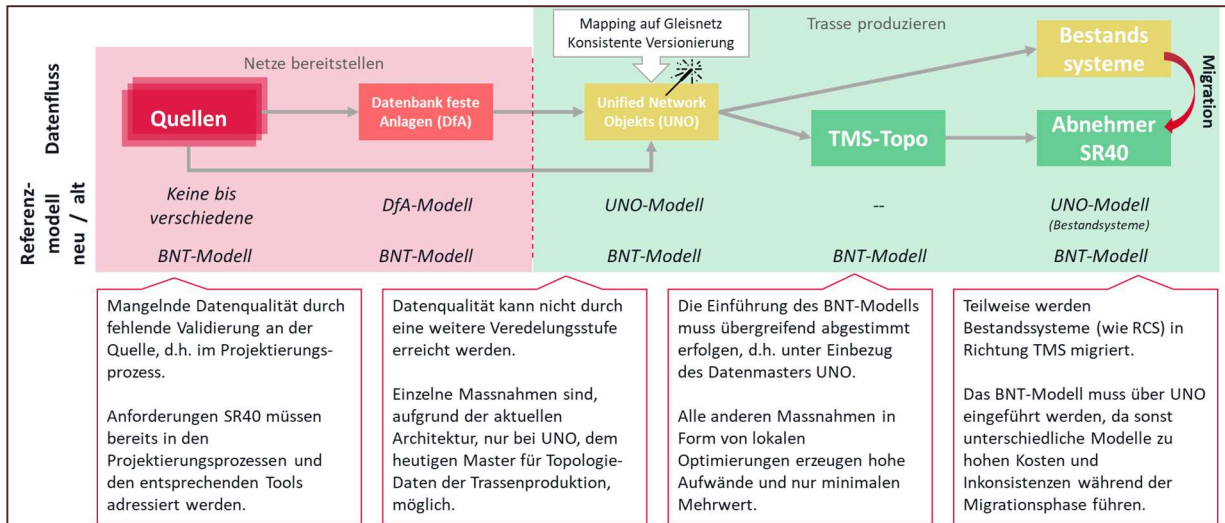 Mapping auf Gleisnetz
Konsistente Versionierung
Netze bereitstellen
Trasse produzieren
Datenfluss
Quellen
Datenbank feste
Anlagen (DfA)
Unified Network
Objekts (UNO)
TMS-Topo
Bestands
systeme
Abnehmer
SR40
Migration
Referenz-
modell
neu / alt
Keine bis
verschiedene
DfA-Modell
UNO-Modell
--
UNO-Modell
(Bestandsysteme)
BNT-Modell
BNT-Modell
BNT-Modell
BNT-Modell
BNT-Modell
Mangelnde Datenqualität durch
fehlende Validierung an der
Quelle, d.h. im Projektierungs-
prozess.
Anforderungen SR40 müssen
bereits in den
Projektierungsprozessen und
den entsprechenden Tools
adressiert werden.
Datenqualität kann nicht durch
eine weitere Veredelungsstufe
erreicht werden.
Einzelne Massnahmen sind,
aufgrund der aktuellen
Architektur, nur bei UNO, dem
heutigen Master für Topologie-
Daten der Trassenproduktion,
möglich.
Die Einführung des BNT-Modells
muss übergreifend abgestimmt
erfolgen, d.h. unter Einbezug
des Datenmasters UNO.
Alle anderen Massnahmen in
Form von lokalen
Optimierungen erzeugen hohe
Aufwände und nur minimalen
Mehrwert.
Teilweise werden
Bestandssysteme (wie RCS) in
Richtung TMS migriert.
Das BNT-Modell muss über UNO
eingeführt werden, da sonst
unterschiedliche Modelle zu
hohen Kosten und
Inkonsistenzen während der
Migrationsphase führen.